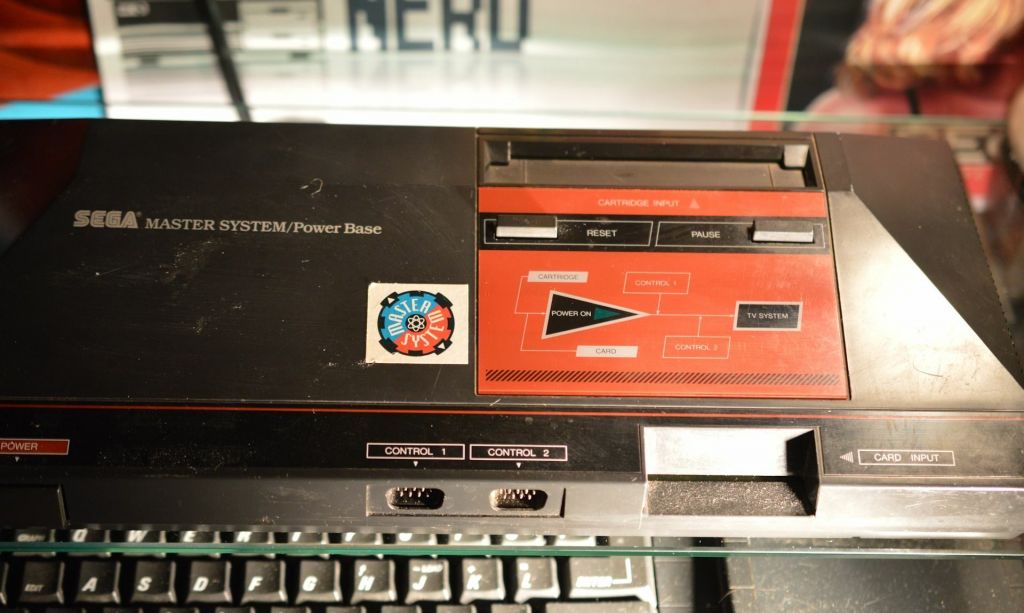 NERD
SEGA® MASTER SYSTEM/Power Base
CARTRIDGE INPUT
RESET
PAUSE
CARTRIDGE
CONTROL 1
POWER ON
TV SYSTEM
CONTROL 2
CARD
MASTER
SYSTEM
POWER
CONTROL 1
CONTROL 2
CARD INPUT
Q W E R T Y
A S D F G H J K L ENTER